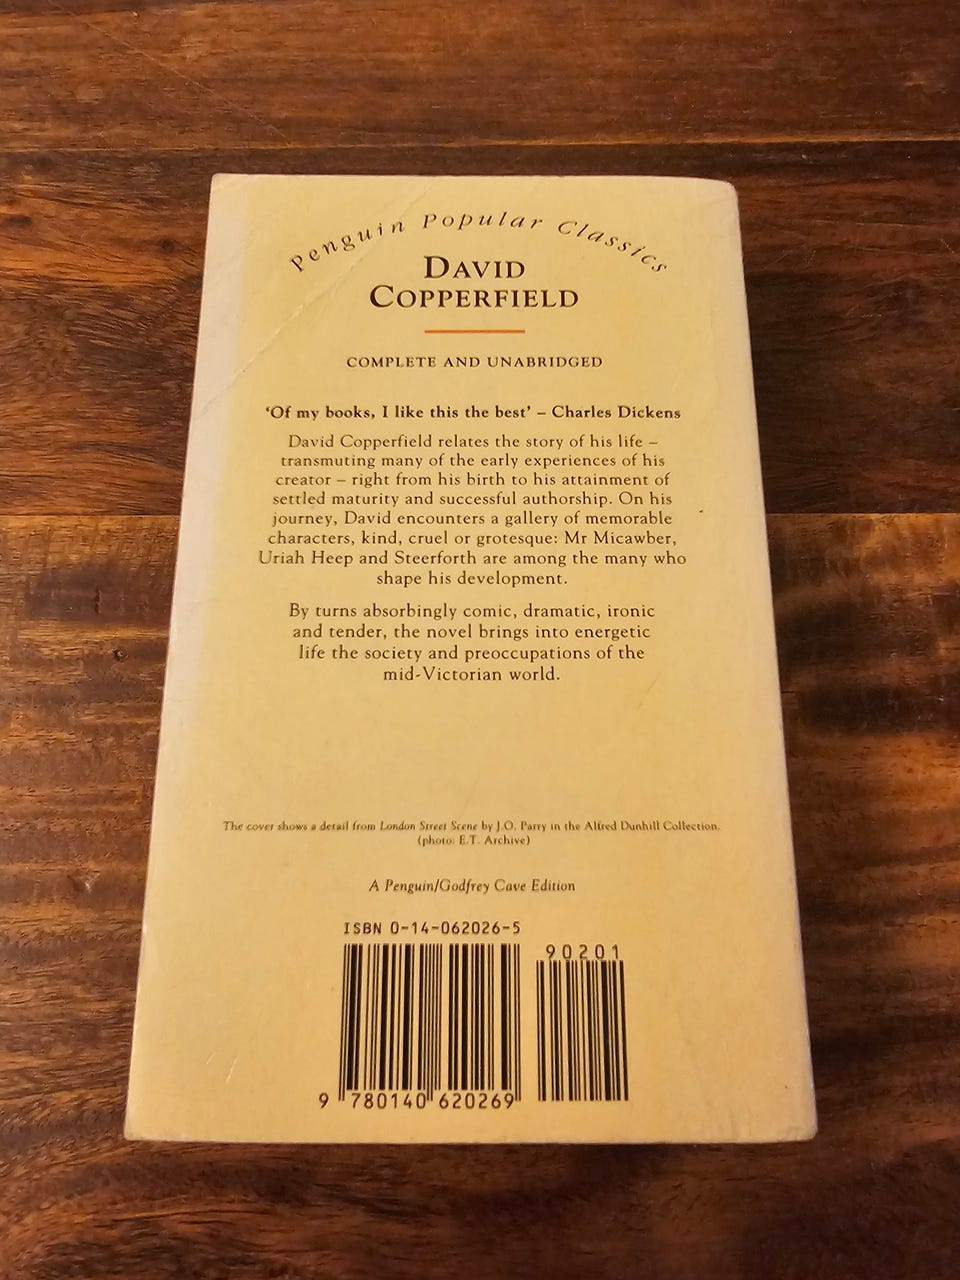 Penguin Popular Classics
DAVID
COPPERFIELD
COMPLETE AND UNABRIDGED
‘Of my books, I like this the best’ – Charles Dickens
David Copperfield relates the story of his life –
transmuting many of the early experiences of his
creator – right from his birth to his attainment of
settled maturity and successful authorship. On his
journey, David encounters a gallery of memorable
characters, kind, cruel or grotesque: Mr Micawber,
Uriah Heep and Steerforth are among the many who
shape his development.
By turns absorbingly comic, dramatic, ironic
and tender, the novel brings into energetic
life the society and preoccupations of the
mid-Victorian world.
The cover shows a detail from London Street Scene by J.O. Parry in the Alfred Dunhill Collection.
(photo: E.T. Archive)
A Penguin/Godfrey Cave Edition
ISBN 0-14-062026-5
90201
9 780140 620269